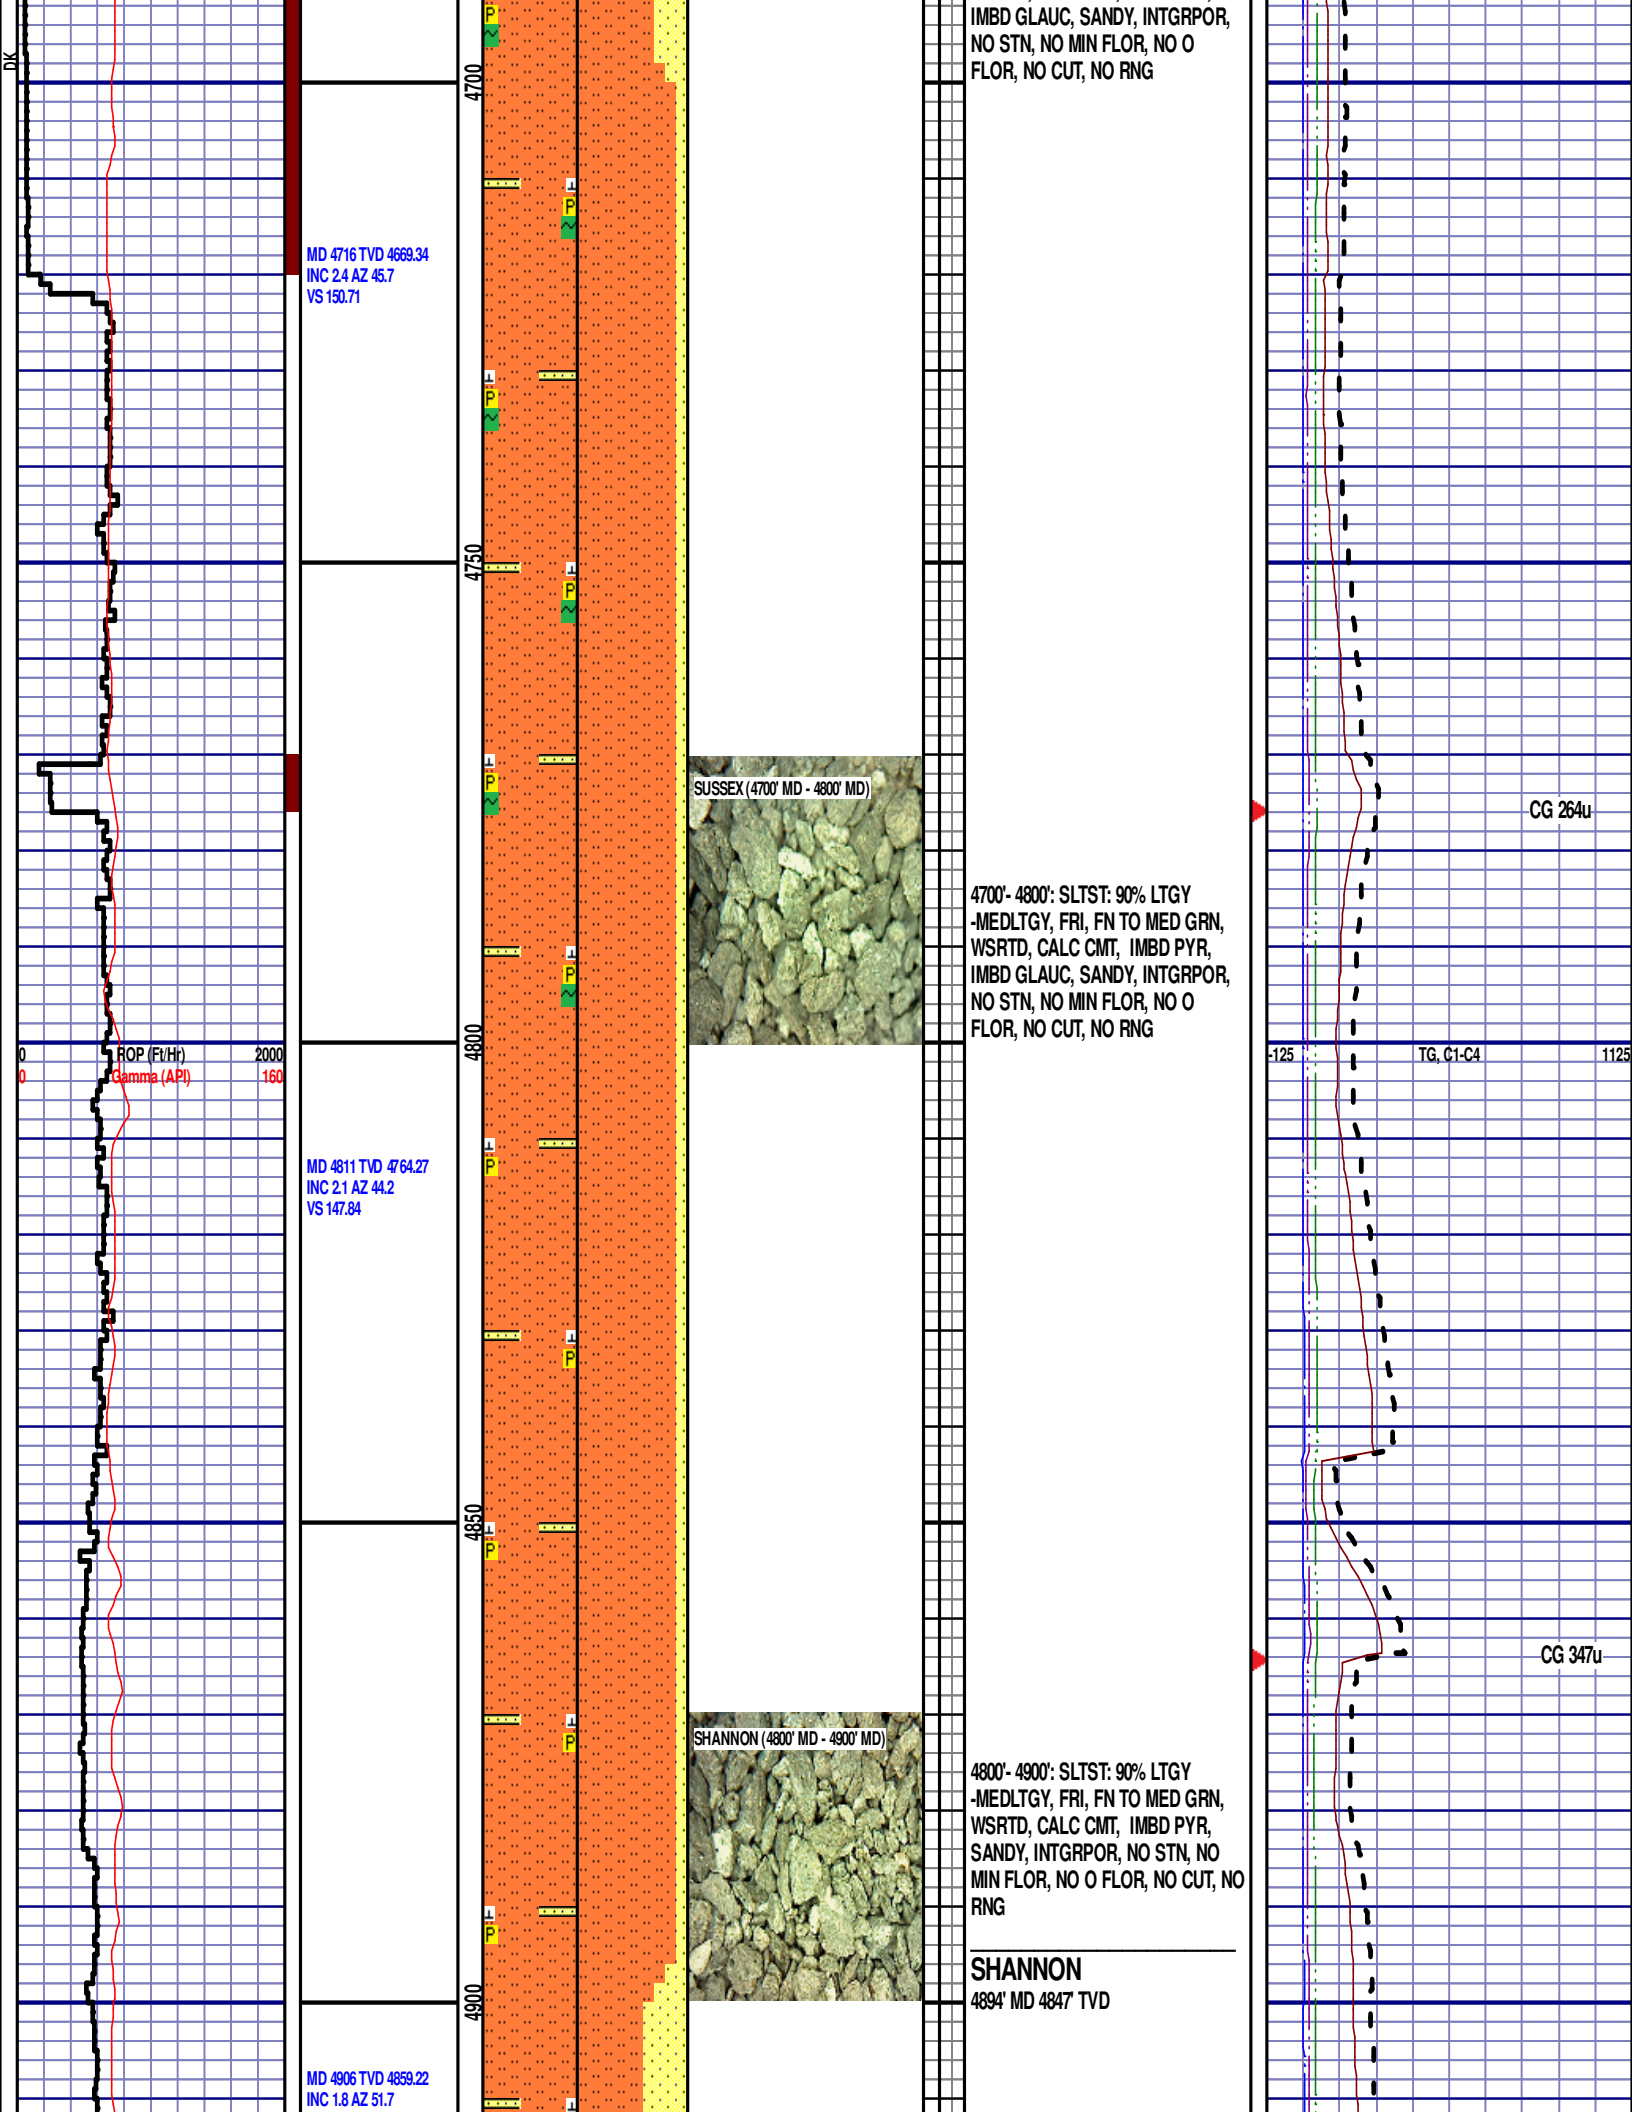 IMBD GLAUC, SANDY, INTGRPOR,
NO STN, NO MIN FLOR, NO O
FLOR, NO CUT, NO RNG
DK
4700
MD 4716 TVD 4669.34
INC 2.4 AZ 45.7
VS 150.71
4750
SUSSEX (4700' MD - 4800' MD)
CG 264u
4700'- 4800': SLTST: 90% LTGY
-MEDLTGY, FRI, FN TO MED GRN,
WSRTD, CALC CMT, IMBD PYR,
IMBD GLAUC, SANDY, INTGRPOR,
NO STN, NO MIN FLOR, NO O
FLOR, NO CUT, NO RNG
4800
0 ROP (Ft/Hr) 2000
0 Gamma (API) 160
-125 TG, C1-C4 1125
MD 4811 TVD 4764.27
INC 2.1 AZ 44.2
VS 147.84
4850
CG 347u
SHANNON (4800' MD - 4900' MD)
4800'- 4900': SLTST: 90% LTGY
-MEDLTGY, FRI, FN TO MED GRN,
WSRTD, CALC CMT, IMBD PYR,
SANDY, INTGRPOR, NO STN, NO
MIN FLOR, NO O FLOR, NO CUT, NO
RNG
SHANNON
4894' MD 4847' TVD
4900
MD 4906 TVD 4859.22
INC 1.8 AZ 51.7
P
P
P
P
P
P
P
P
P
P
P